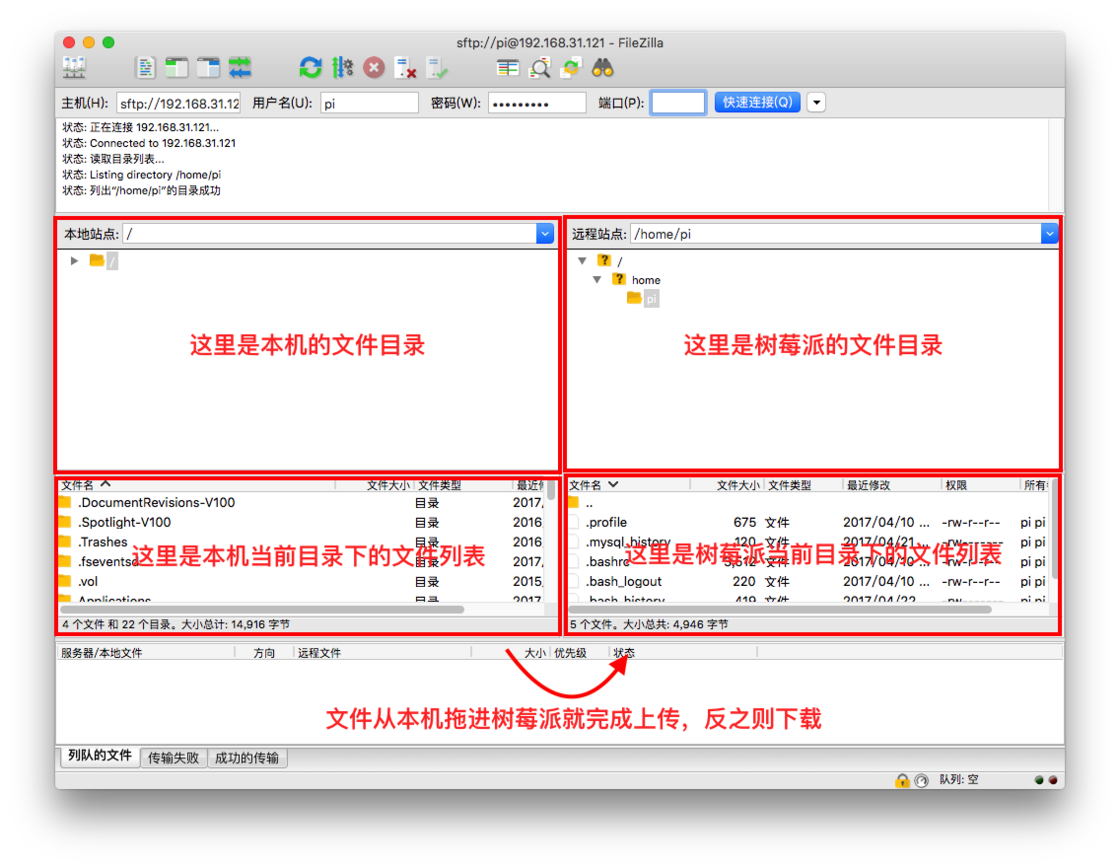 sftp://pi@192.168.31.121 - FileZilla
主机(H): sftp://192.168.31.12 用户名(U): pi 密码(W): ••••••••• 端口(P): 快速连接(Q)
状态: 正在连接 192.168.31.121...
状态: Connected to 192.168.31.121
状态: 读取目录列表...
状态: Listing directory /home/pi
状态: 列出“/home/pi”的目录成功
本地站点: /
/
这里是本机的文件目录
远程站点: /home/pi
/
home
pi
这里是树莓派的文件目录
文件名 文件大小 文件类型 最近修
.DocumentRevisions-V100 目录 2017,
.Spotlight-V100 目录 2016,
.Trashes 目录 2016,
.fseventsd 目录 2017,
.vol 目录 2015,
Applications 目录 2017
这里是本机当前目录下的文件列表
4 个文件 和 22 个目录。大小总计: 14,916 字节
文件名 文件大小 文件类型 最近修改 权限 所有
..
.profile 675 文件 2017/04/10 ... -rw-r--r-- pi pi
.mysql_history 120 文件 2017/04/21 -rw------- pi pi
.bashrc 文件 2017/04/10 ... -rw-r--r-- pi pi
.bash_logout 220 文件 2017/04/10 ... -rw-r--r-- pi pi
.bash_history 419 文件 2017/04/22 -rw------- pi pi
这里是树莓派当前目录下的文件列表
5 个文件。大小总共: 4,946 字节
服务器/本地文件 方向 远程文件 大小 优先级 状态
文件从本机拖进树莓派就完成上传，反之则下载
列队的文件 传输失败 成功的传输
队列: 空